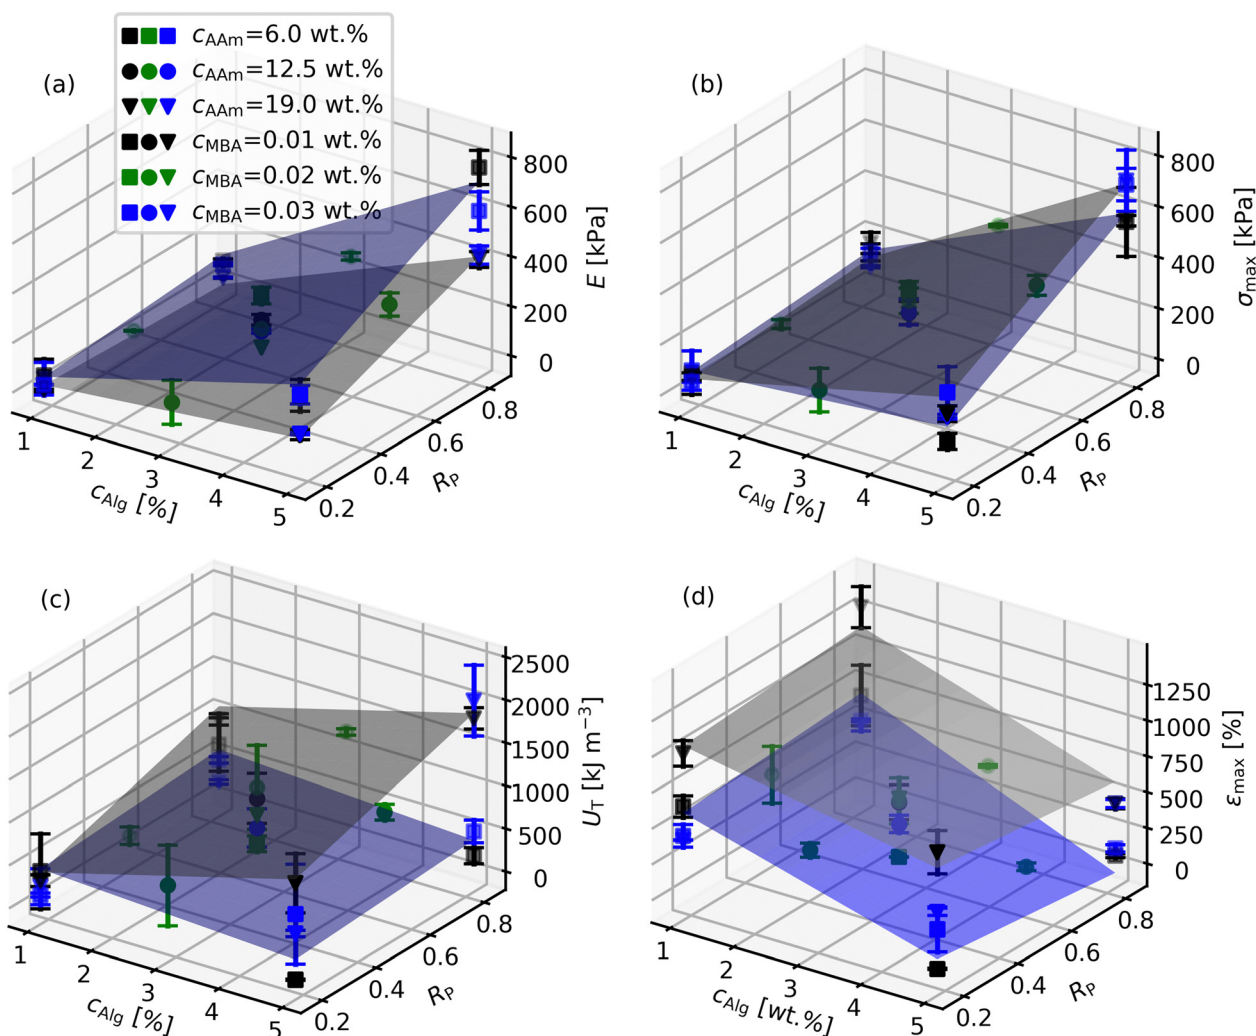 c_AAm=6.0 wt.%
c_AAm=12.5 wt.%
c_AAm=19.0 wt.%
c_MBA=0.01 wt.%
c_MBA=0.02 wt.%
c_MBA=0.03 wt.%
(a)
800
600
400
200
0
E [kPa]
1
2
3
4
5
c_Alg [%]
0.2
0.4
0.6
0.8
R_P
(b)
800
600
400
200
0
σ_max [kPa]
1
2
3
4
5
c_Alg [%]
0.2
0.4
0.6
0.8
R_P
(c)
2500
2000
1500
1000
500
0
U_T [kJ m⁻³]
1
2
3
4
5
c_Alg [%]
0.2
0.4
0.6
0.8
R_P
(d)
1250
1000
750
500
250
0
ε_max [%]
1
2
3
4
5
c_Alg [wt.%]
0.2
0.4
0.6
0.8
R_P